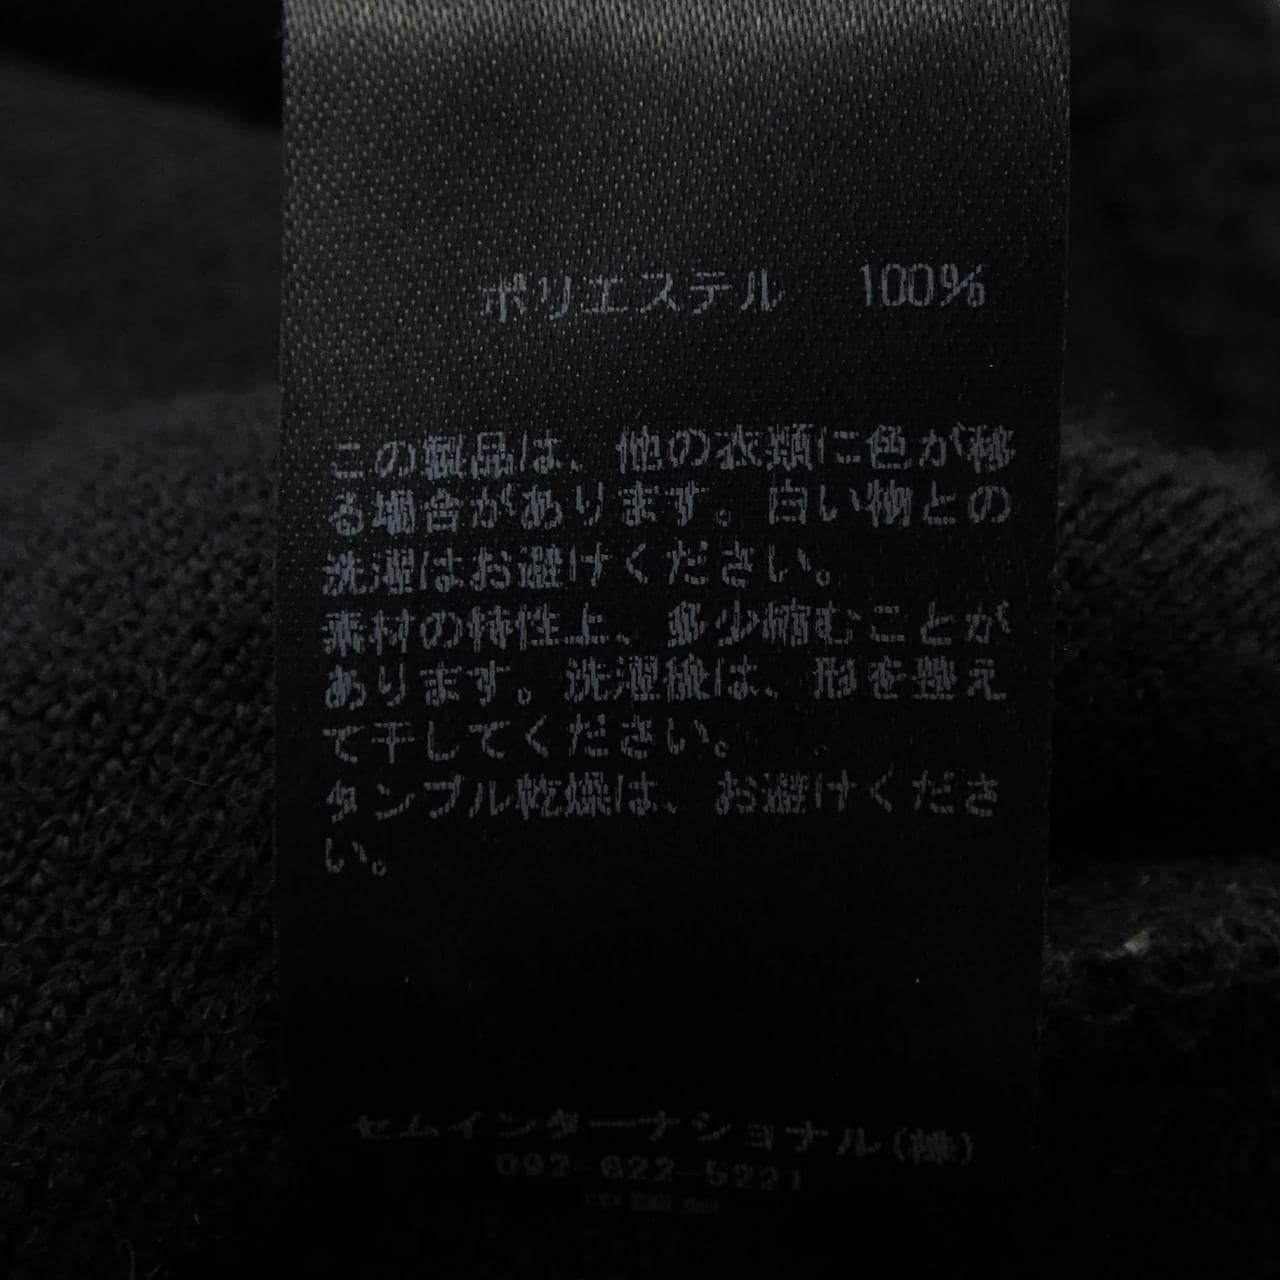 ポリエステル 100%
この製品は、他の衣類に色が移
る場合があります。白い物との
洗濯はお避けください。
素材の特性上、多少縮むことが
あります。洗濯後は、形を整え
て干してください。
タンブル乾燥は、お避けくださ
い。
セムインターナショナル(株)
092-622-5221